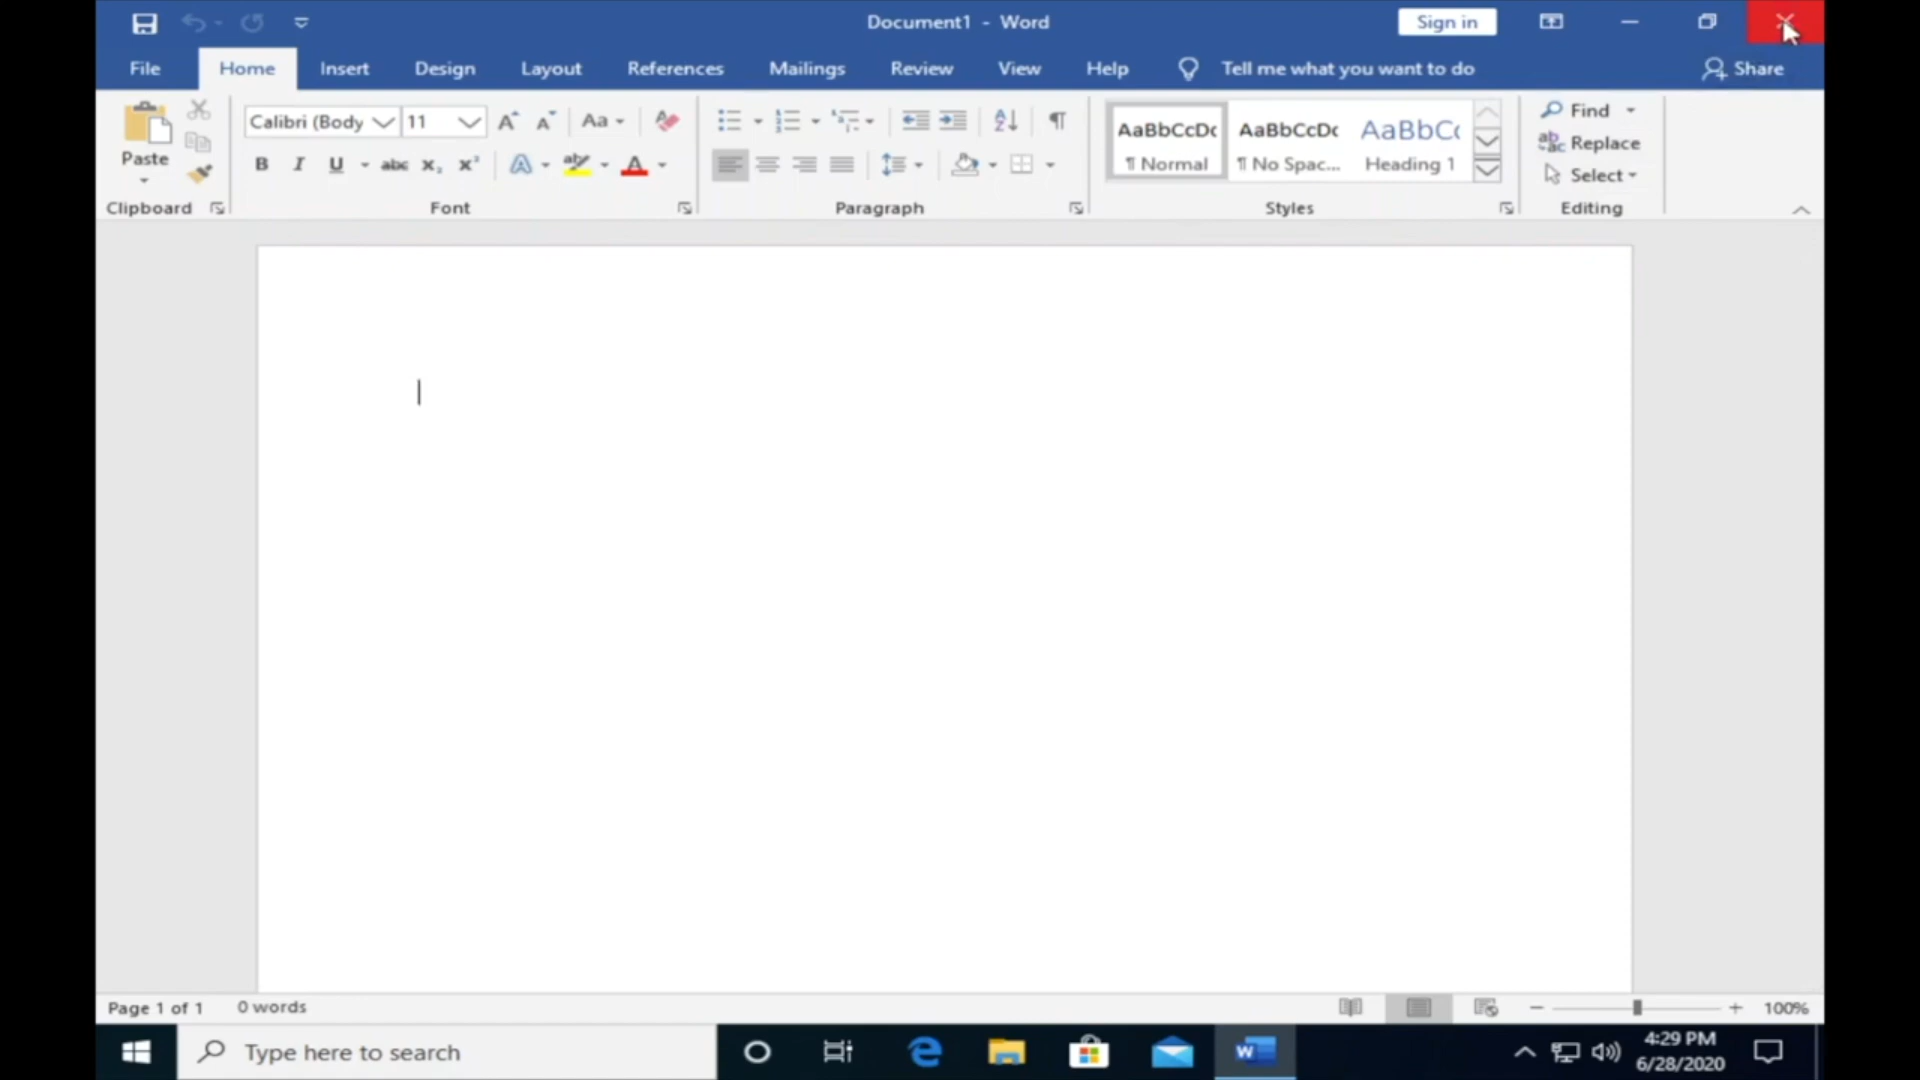 Document1 - Word
Sign in
File Home Insert Design Layout References Mailings Review View Help Tell me what you want to do Share
Paste
Clipboard
Calibri (Body 11
Aa
B I U abc x₂ x²
A aby A
Font
Paragraph
AaBbCcDc AaBbCcDc AaBbCc
¶ Normal ¶ No Spac... Heading 1
Styles
Find
Replace
Select
Editing
Page 1 of 1 0 words
100%
Type here to search
4:29 PM
6/28/2020